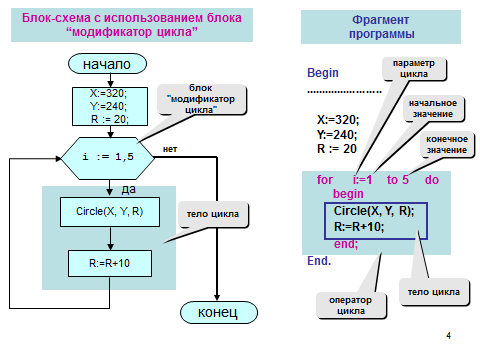 Блок-схема с использованием блока
“модификатор цикла”
начало
X:=320;
Y:=240;
R := 20;
блок
"модификатор
цикла"
i := 1,5
нет
да
Circle(X, Y, R)
R:=R+10
тело цикла
конец
Фрагмент
программы
параметр
цикла
Begin
........................
начальное
значение
X:=320;
Y:=240;
R := 20
конечное
значение
for i:=1 to 5 do
begin
Circle(X, Y, R);
R:=R+10;
end;
End.
оператор
цикла
тело цикла
4